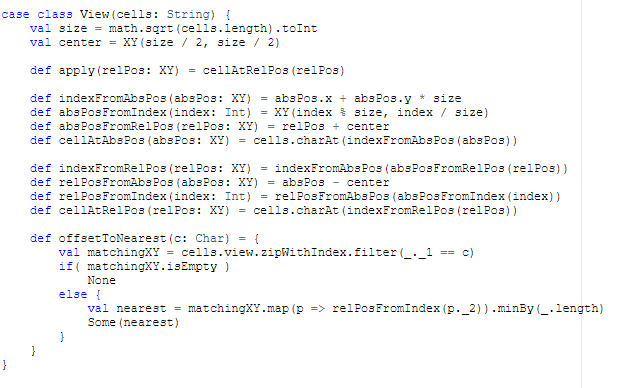 case class View(cells: String) {
    val size = math.sqrt(cells.length).toInt
    val center = XY(size / 2, size / 2)

    def apply(relPos: XY) = cellAtRelPos(relPos)

    def indexFromAbsPos(absPos: XY) = absPos.x + absPos.y * size
    def absPosFromIndex(index: Int) = XY(index % size, index / size)
    def absPosFromRelPos(relPos: XY) = relPos + center
    def cellAtAbsPos(absPos: XY) = cells.charAt(indexFromAbsPos(absPos))

    def indexFromRelPos(relPos: XY) = indexFromAbsPos(absPosFromRelPos(relPos))
    def relPosFromAbsPos(absPos: XY) = absPos - center
    def relPosFromIndex(index: Int) = relPosFromAbsPos(absPosFromIndex(index))
    def cellAtRelPos(relPos: XY) = cells.charAt(indexFromRelPos(relPos))

    def offsetToNearest(c: Char) = {
        val matchingXY = cells.view.zipWithIndex.filter(_._1 == c)
        if( matchingXY.isEmpty )
            None
        else {
            val nearest = matchingXY.map(p => relPosFromIndex(p._2)).minBy(_.length)
            Some(nearest)
        }
    }
}